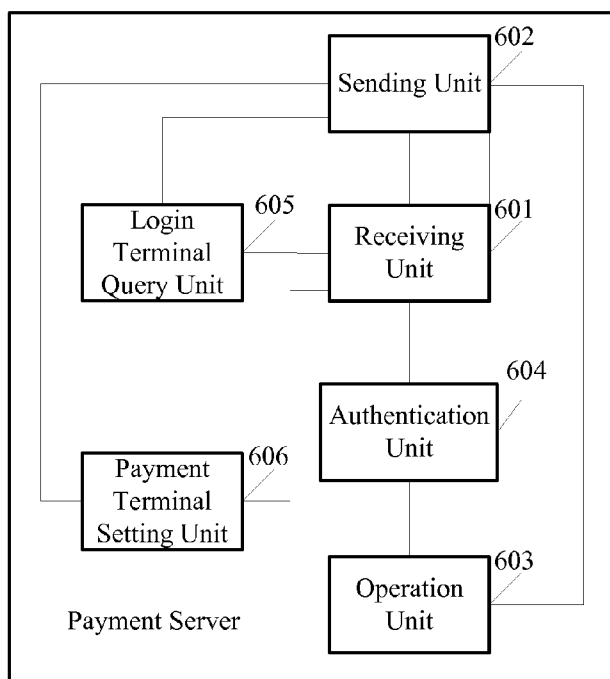 602
Sending Unit
605
601
Login
Terminal
Query Unit
Receiving
Unit
604
Authentication
Unit
606
Payment
Terminal
Setting Unit
603
Operation
Unit
Payment Server